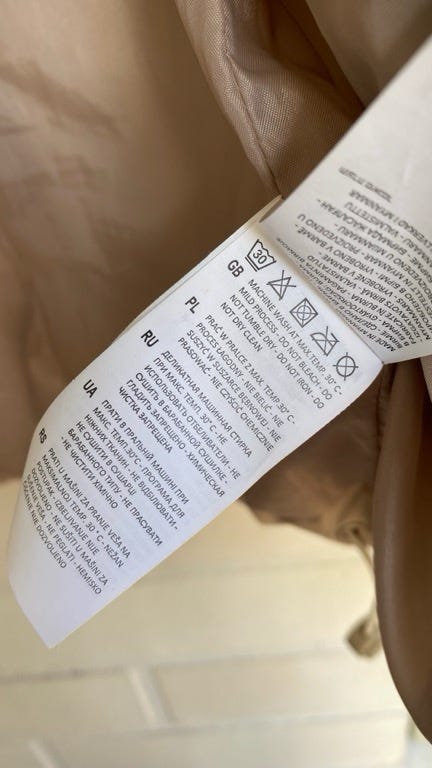 30
GB
MACHINE WASH AT MAX.TEMP. 30°C -
MILD PROCESS - DO NOT BLEACH - DO
NOT TUMBLE DRY - DO NOT IRON - DO
NOT DRY CLEAN
PL
PRAĆ W PRALCE Z MAX. TEMP. 30°C-
PROCES ŁAGODNY - NIE BIELIĆ - NIE
SUSZYĆ W SUSZARCE BĘBNOWEJ - NIE
PRASOWAĆ - NIE CZYŚCIĆ CHEMICZNIE
RU
ДЕЛИКАТНАЯ МАШИННАЯ СТИРКА
ПРИ МАКС. ТЕМП. 30°C - НЕ
ИСПОЛЬЗОВАТЬ ОТБЕЛИВАТЕЛИ - НЕ
СУШИТЬ В БАРАБАННОЙ СУШИЛКЕ -
ГЛАДИТЬ ЗАПРЕЩЕНО - ХИМИЧЕСКАЯ
ЧИСТКА ЗАПРЕЩЕНА
UA
ПРАТИ В ПРАЛЬНІЙ МАШИНІ ПРИ
МАКС. ТЕМП. 30°C - ПРОГРАМА ДЛЯ
НІЖНИХ ТКАНИН - НЕ ВІДБІЛЮВАТИ -
НЕ СУШИТИ В СУШАРЦІ
БАРАБАННОГО ТИПУ - НЕ ПРАСУВАТИ
- НЕ ЧИСТИТИ ХІМІЧНО
RS
PRATI U MAŠINI ZA PRANJE VEŠA NA
MAKSIMALNOJ TEMP. 30°C - NEŽAN
POSTUPAK - IZBELJIVANJE NIJE
DOZVOLJENO - NE SUŠITI U MAŠINI ZA
SUŠENJE VEŠA - NE PEGLATI - HEMIJSKO
ČIŠĆENJE NIJE DOZVOLJENO